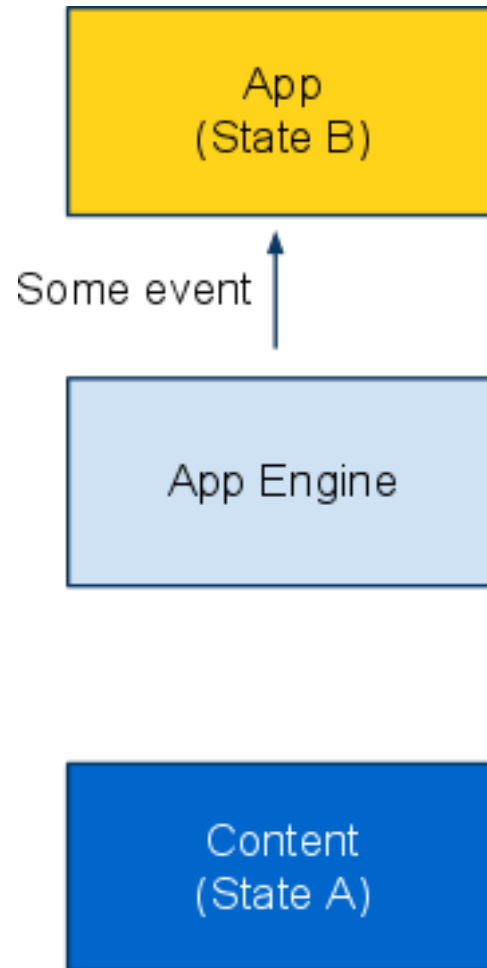 App
(State B)
Some event
App Engine
Content
(State A)